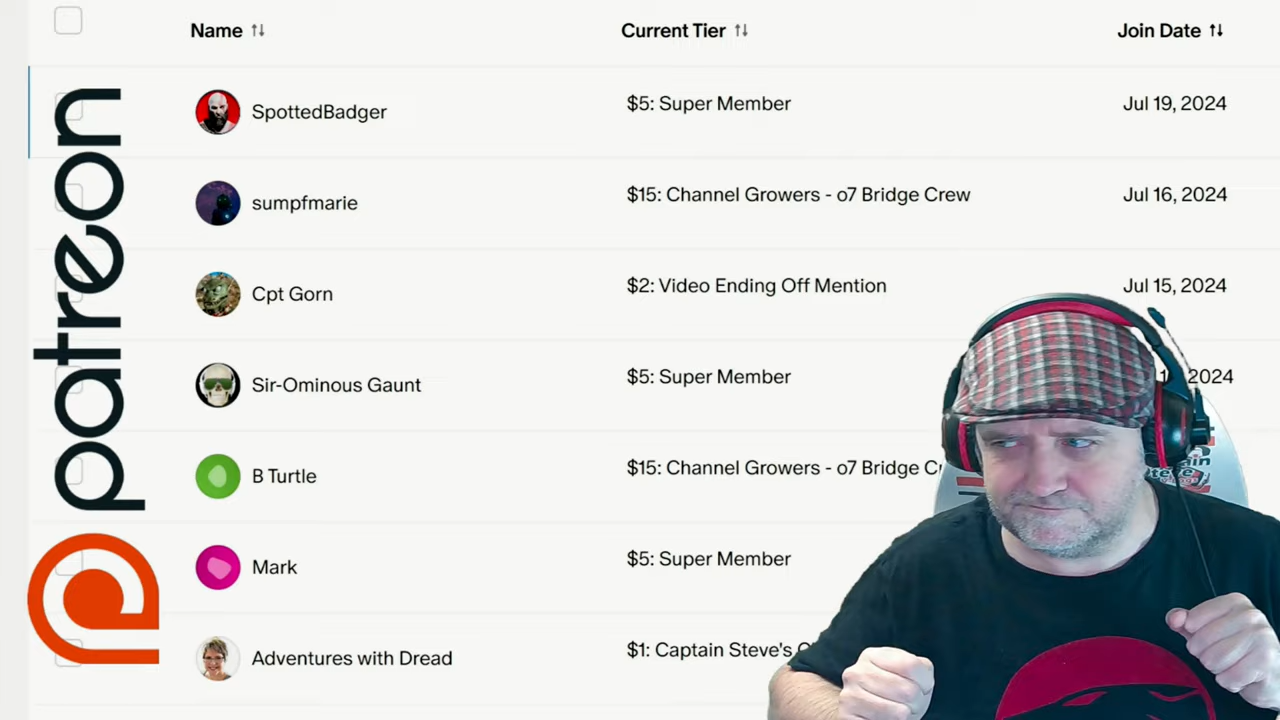 Name Current Tier Join Date
SpottedBadger $5: Super Member Jul 19, 2024
sumpfmarie $15: Channel Growers - o7 Bridge Crew Jul 16, 2024
Cpt Gorn $2: Video Ending Off Mention Jul 15, 2024
Sir-Ominous Gaunt $5: Super Member 2024
B Turtle $15: Channel Growers - o7 Bridge
Mark $5: Super Member
Adventures with Dread $1: Captain Steve's
patreon